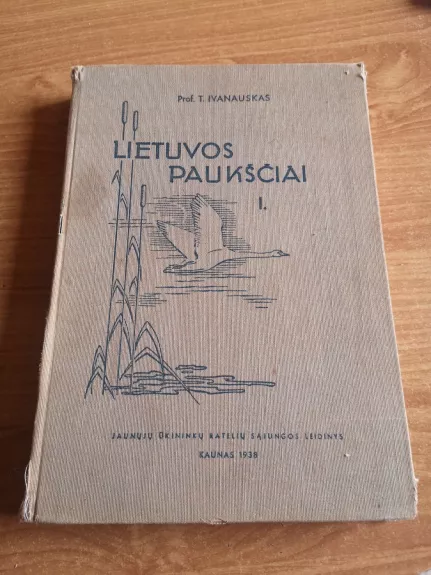 Prof. T. IVANAUSKAS
LIETUVOS
PAUKŠČIAI
I.
JAUNŲJŲ ŪKININKŲ RATELIŲ SĄJUNGOS LEIDINYS
KAUNAS 1938